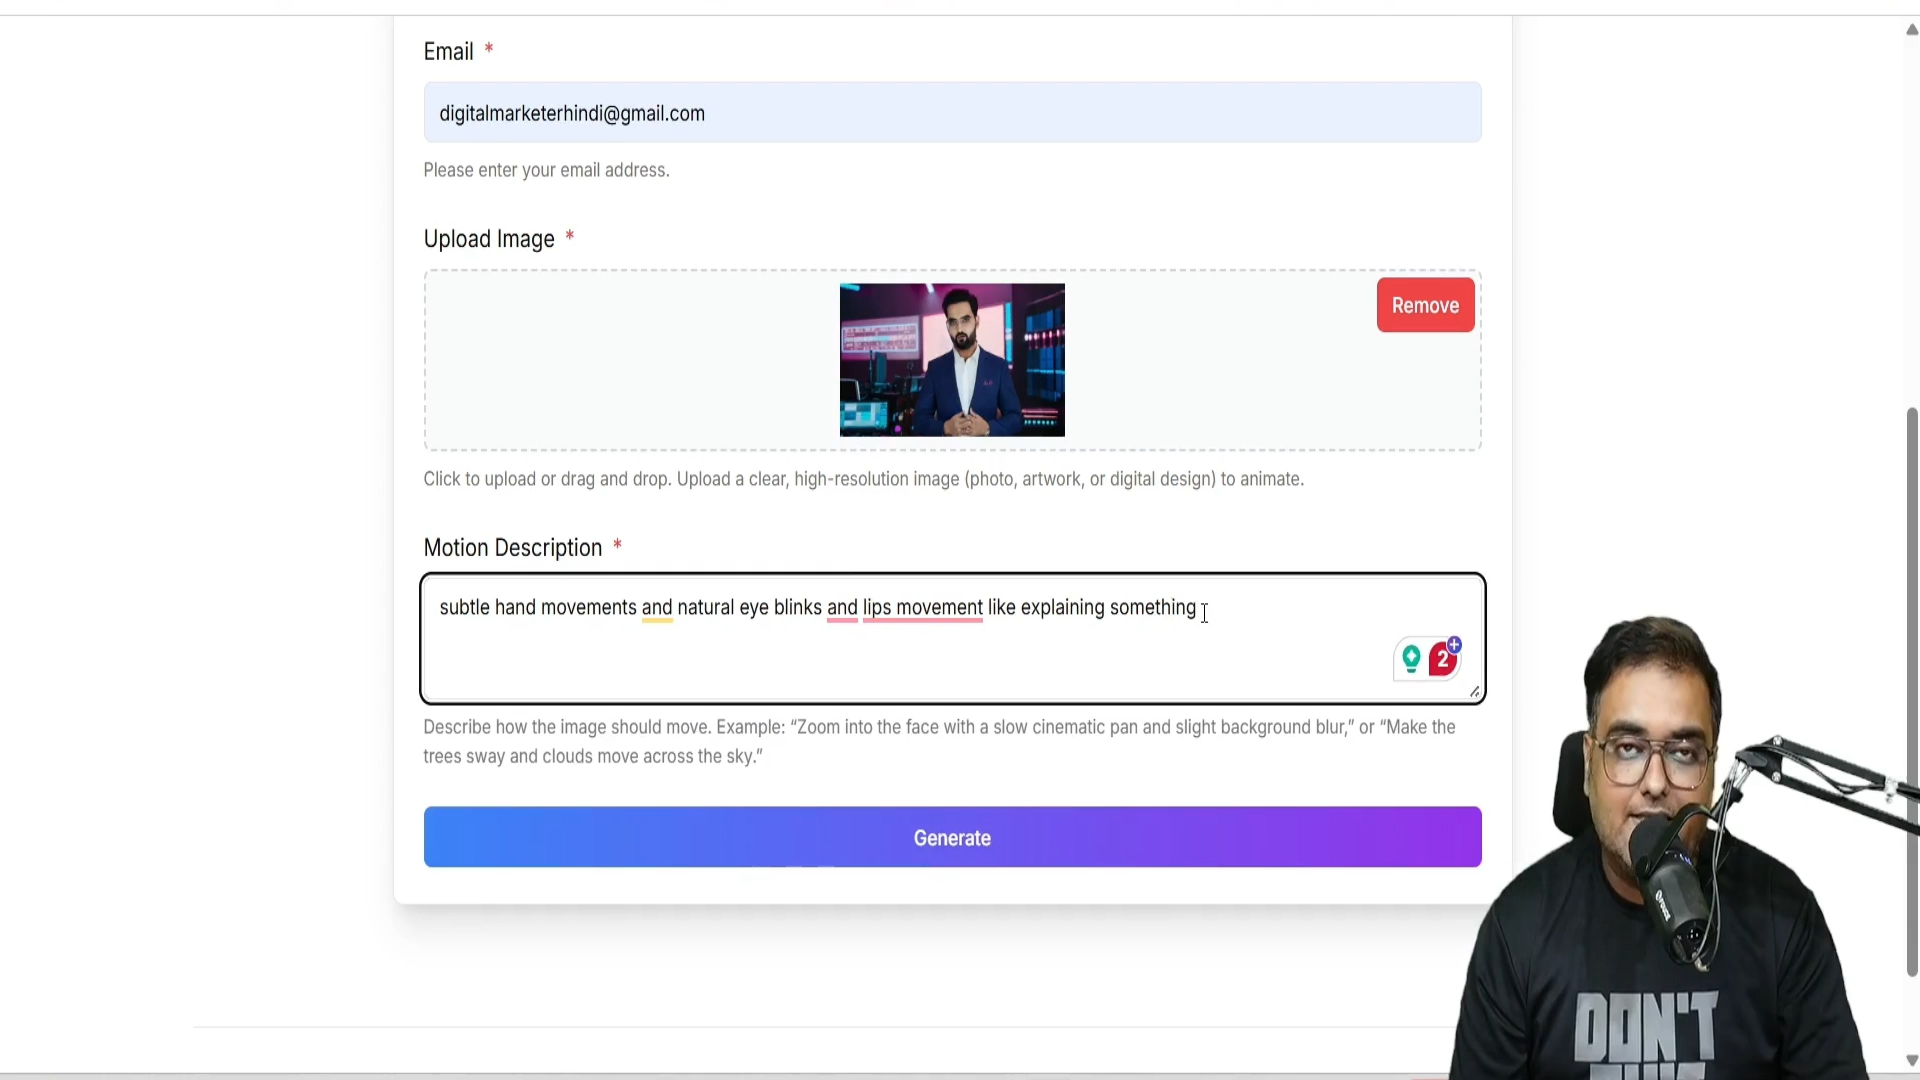 Email *
digitalmarketerhindi@gmail.com
Please enter your email address.
Upload Image *
Remove
Click to upload or drag and drop. Upload a clear, high-resolution image (photo, artwork, or digital design) to animate.
Motion Description *
subtle hand movements and natural eye blinks and lips movement like explaining something
2
Describe how the image should move. Example: “Zoom into the face with a slow cinematic pan and slight background blur,” or “Make the
trees sway and clouds move across the sky.”
Generate
DON'T